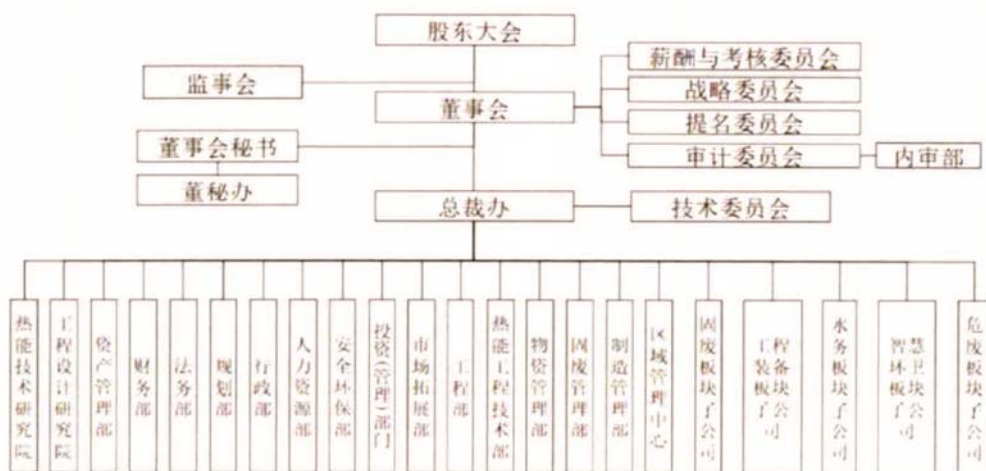 股东大会
监事会
董事会
薪酬与考核委员会
战略委员会
提名委员会
审计委员会
内审部
董事会秘书
董秘办
总裁办
技术委员会
热能技术研究院
工程设计研究院
资产管理部
财务部
法务部
规划部
行政部
人力资源部
安全环保部
投资(管理)部门
市场拓展部
工程部
热能工程技术部
物资管理部
固废管理部
制造管理部
区域管理中心
固废板块子公司
工程装备板块子公司
水务板块子公司
智慧环卫板块子公司
危废板块子公司